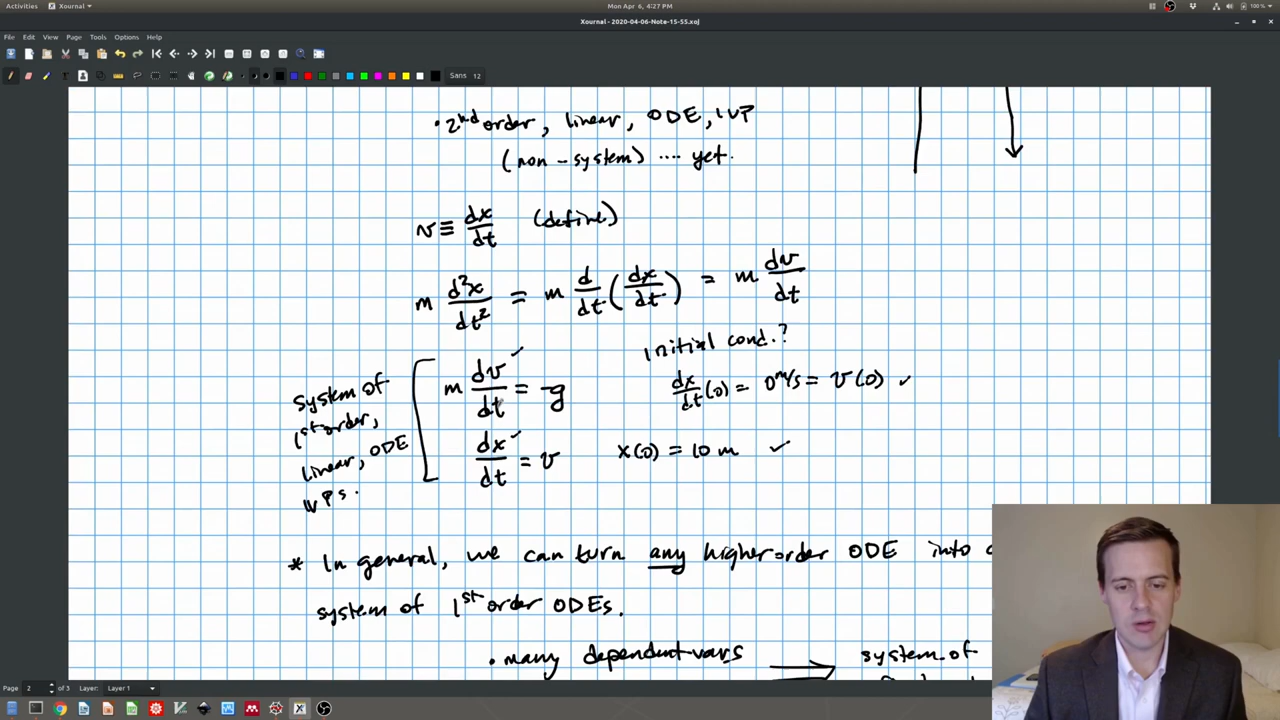 Activities Xournal Mon Apr 6, 4:27 PM 100 %
Xournal - 2020-04-06-Note-15-55.xoj
File Edit View Page Tools Options Help
Sans 12
• 2nd order, linear, ODE, IVP
(non-system) .... yet.
v ≡ dx/dt (define)
m d²x/dt² = m d/dt (dx/dt) = m dv/dt
initial cond.?
m dv/dt = -g ✓
dx/dt (0) = 0 m/s = v(0) ✓
dx/dt = v ✓
x(0) = 10 m ✓
system of
1st order,
linear, ODE
IVPs.
* In general, we can turn any higher order ODE into
system of 1st order ODEs.
• many dependent vars → system of
Page 2 of 3 Layer: Layer 1